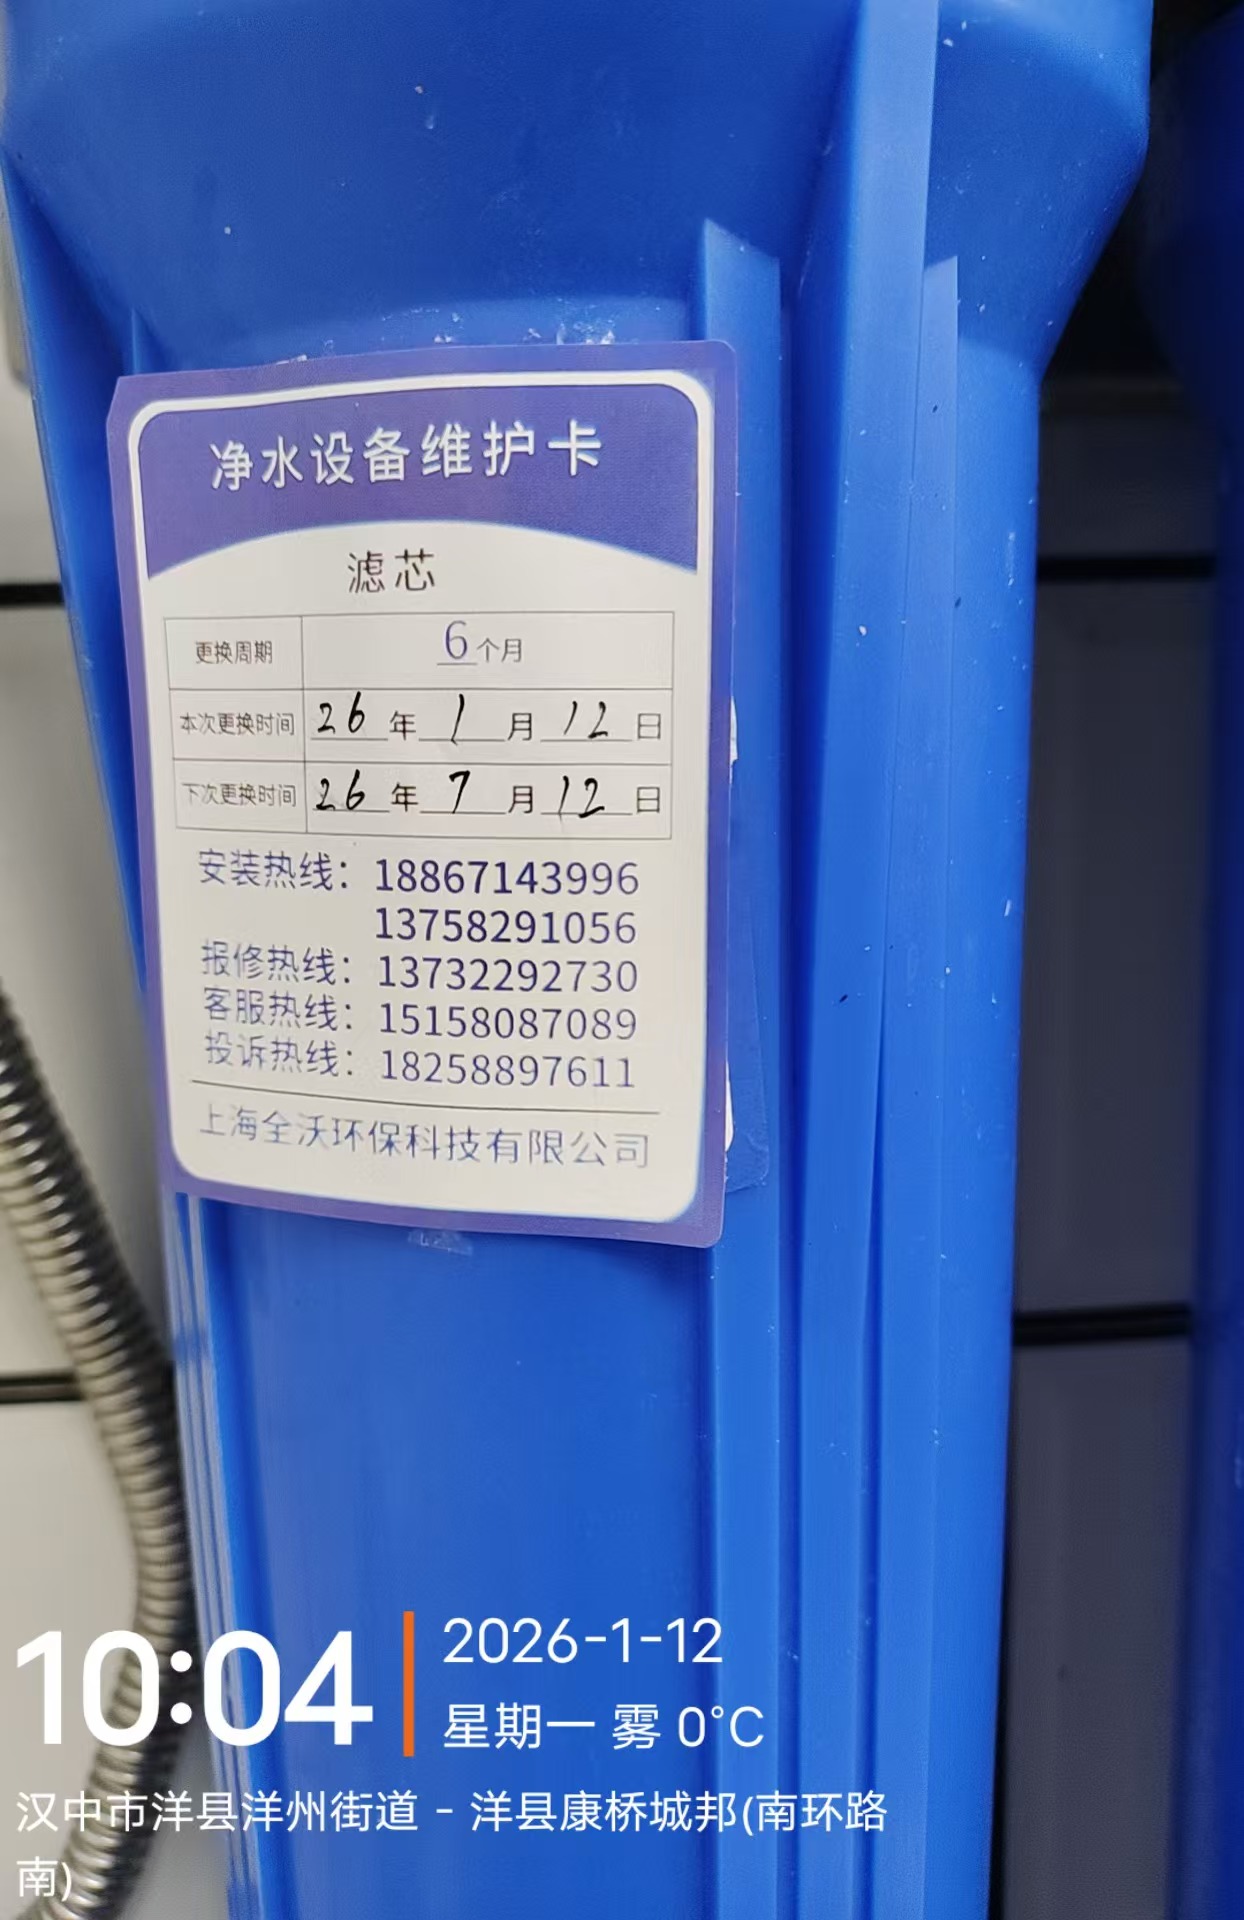 净水设备维护卡
滤芯
更换周期 6个月
本次更换时间 26年1月12日
下次更换时间 26年7月12日
安装热线：18867143996
13758291056
报修热线：13732292730
客服热线：15158087089
投诉热线：18258897611
上海全沃环保科技有限公司
10:04
2026-1-12
星期一 雾 0°C
汉中市洋县洋州街道 - 洋县康桥城邦(南环路
南)